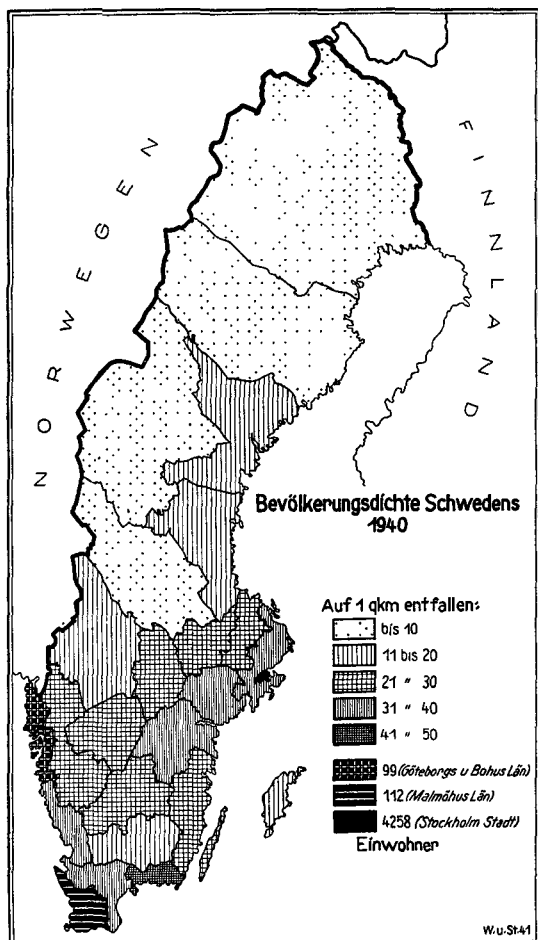 NORWEGEN
FINNLAND
Bevölkerungsdichte Schwedens
1940
Auf 1 qkm entfallen:
bis 10
11 bis 20
21 " 30
31 " 40
41 " 50
99 (Göteborgs u Bohus Län)
112 (Malmöhus Län)
4258 (Stockholm Stadt)
Einwohner
W.u.St.41